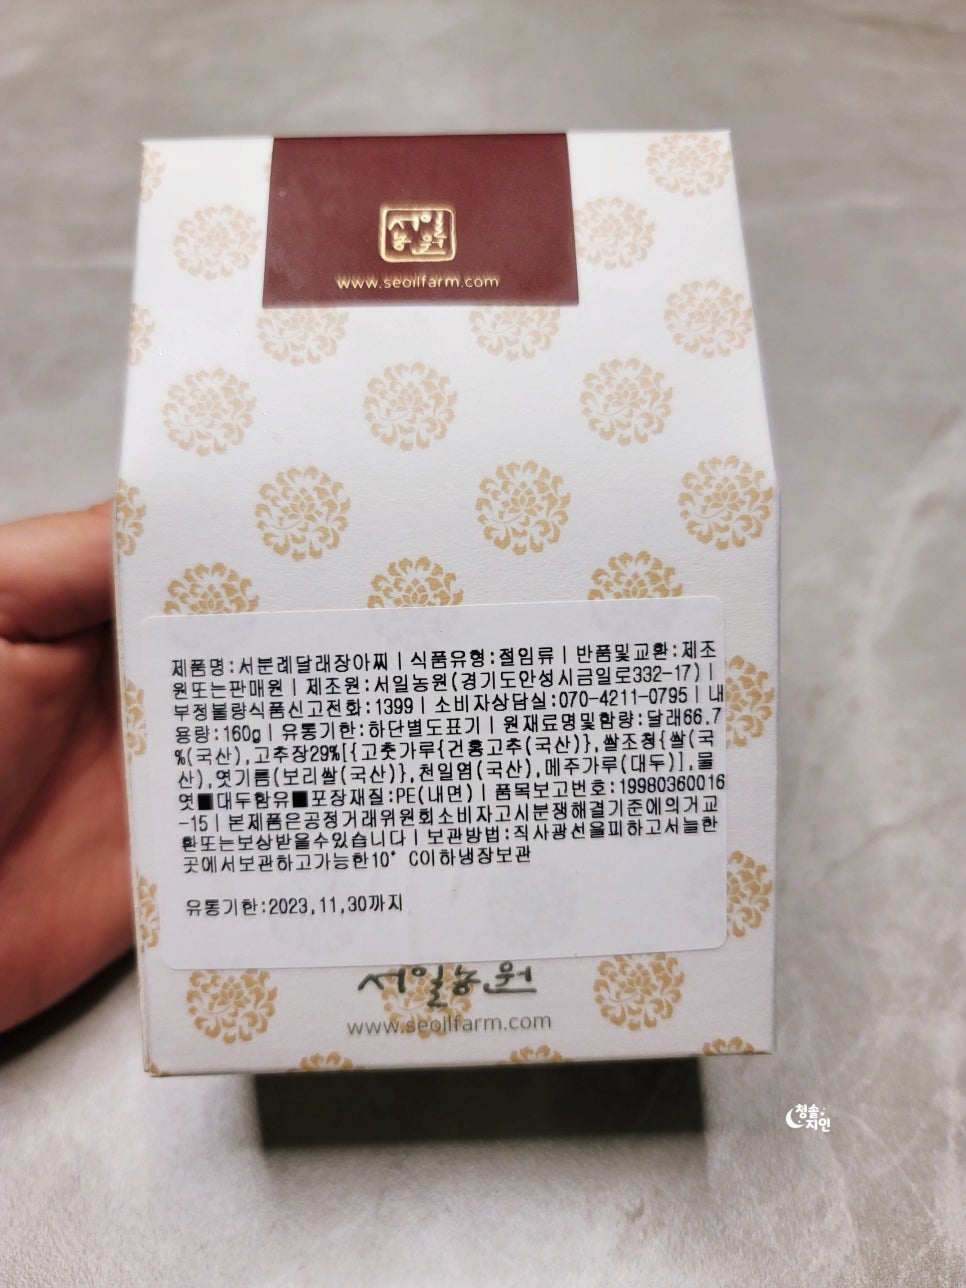 서일
농원
www.seoilfarm.com
제품명:서분례달래장아찌 | 식품유형:절임류 | 반품및교환:제조
원또는판매원 | 제조원:서일농원(경기도안성시금일로332-17) |
부정불량식품신고전화:1399 | 소비자상담실:070-4211-0795 | 내
용량:160g | 유통기한:하단별도표기 | 원재료명및함량:달래66.7
%(국산),고추장29%[{고춧가루{건홍고추(국산)},쌀조청{쌀(국
산),엿기름(보리쌀(국산)},천일염(국산),메주가루(대두)],물
엿■대두함유■포장재질:PE(내면) | 품목보고번호:19980360016
-15 | 본제품은공정거래위원회소비자고시분쟁해결기준에의거교
환또는보상받을수있습니다 | 보관방법:직사광선을피하고서늘한
곳에서보관하고가능한10° C이하냉장보관
유통기한:2023,11,30까지
서일농원
www.seoilfarm.com
청솔
지인